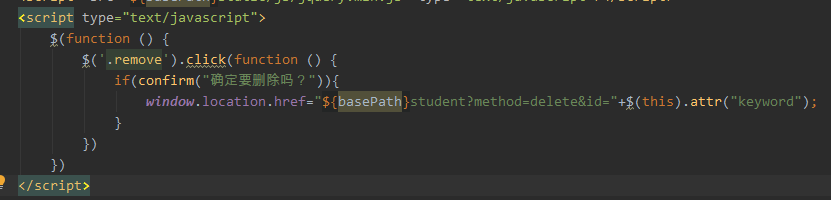 <script type="text/javascript">
$(function () {
$('.remove').click(function () {
if(confirm("确定要删除吗？")){
window.location.href="${basePath}student?method=delete&id="+$(this).attr("keyword");
}
})
})
</script>